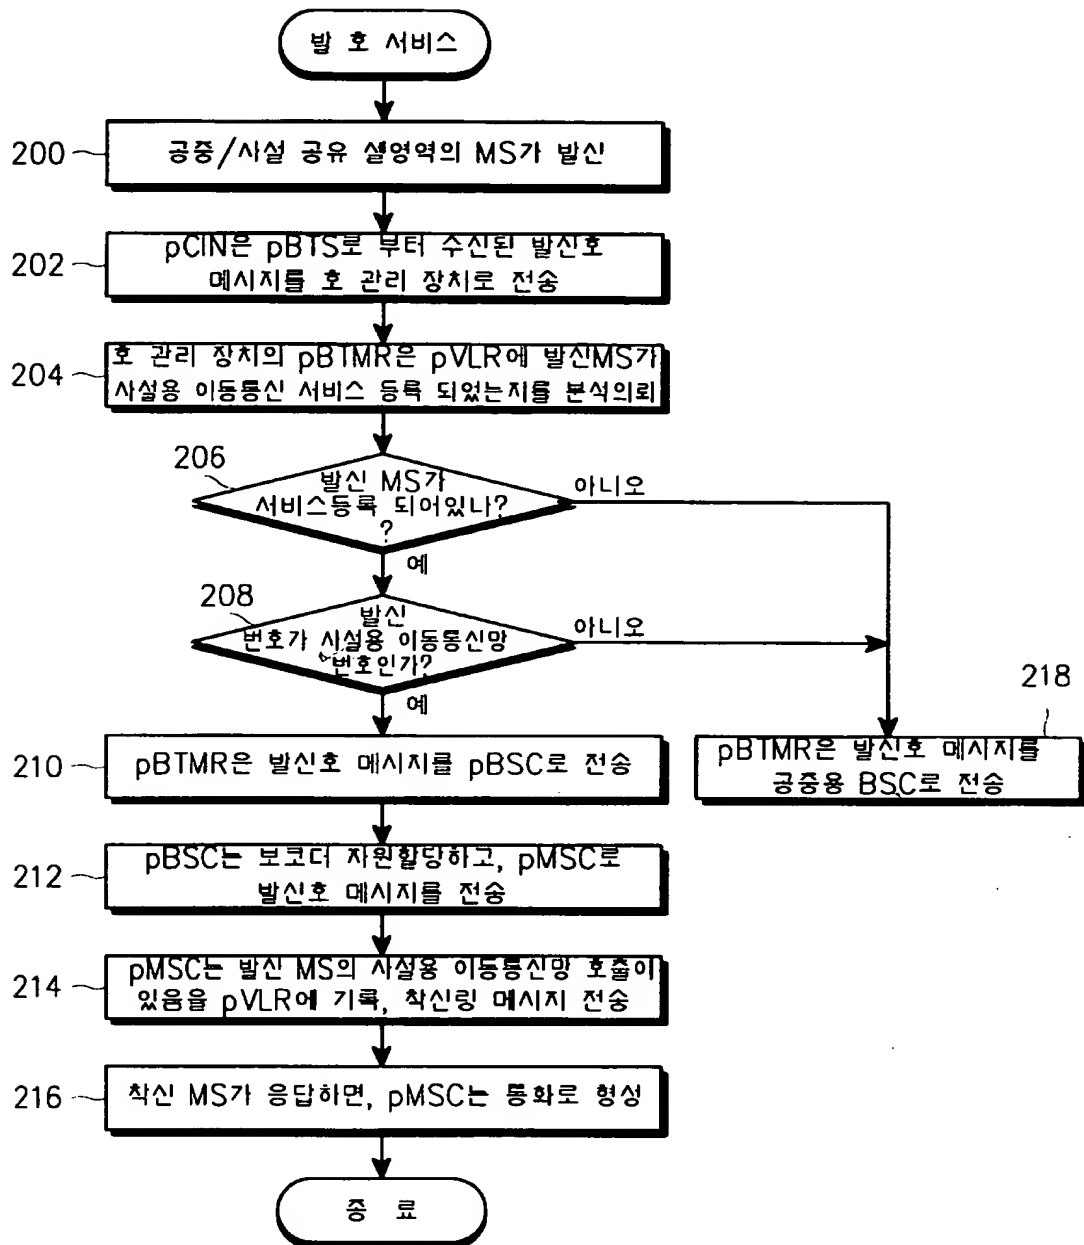 발 호 서비스
200
공중/사설 공유 셀영역의 MS가 발신
202
pCIN은 pBTS로 부터 수신된 발신호
메시지를 호 관리 장치로 전송
204
호 관리 장치의 pBTMR은 pVLR에 발신MS가
사설용 이동통신 서비스 등록 되었는지를 분석의뢰
206
발신 MS가
서비스등록 되어있나?
?
아니오
예
208
발신
번호가 사설용 이동통신망
번호인가?
아니오
예
218
210
pBTMR은 발신호 메시지를 pBSC로 전송
pBTMR은 발신호 메시지를
공중용 BSC로 전송
212
pBSC는 보코더 자원할당하고, pMSC로
발신호 메시지를 전송
214
pMSC는 발신 MS의 사설용 이동통신망 호출이
있음을 pVLR에 기록, 착신링 메시지 전송
216
착신 MS가 응답하면, pMSC는 통화로 형성
종 료